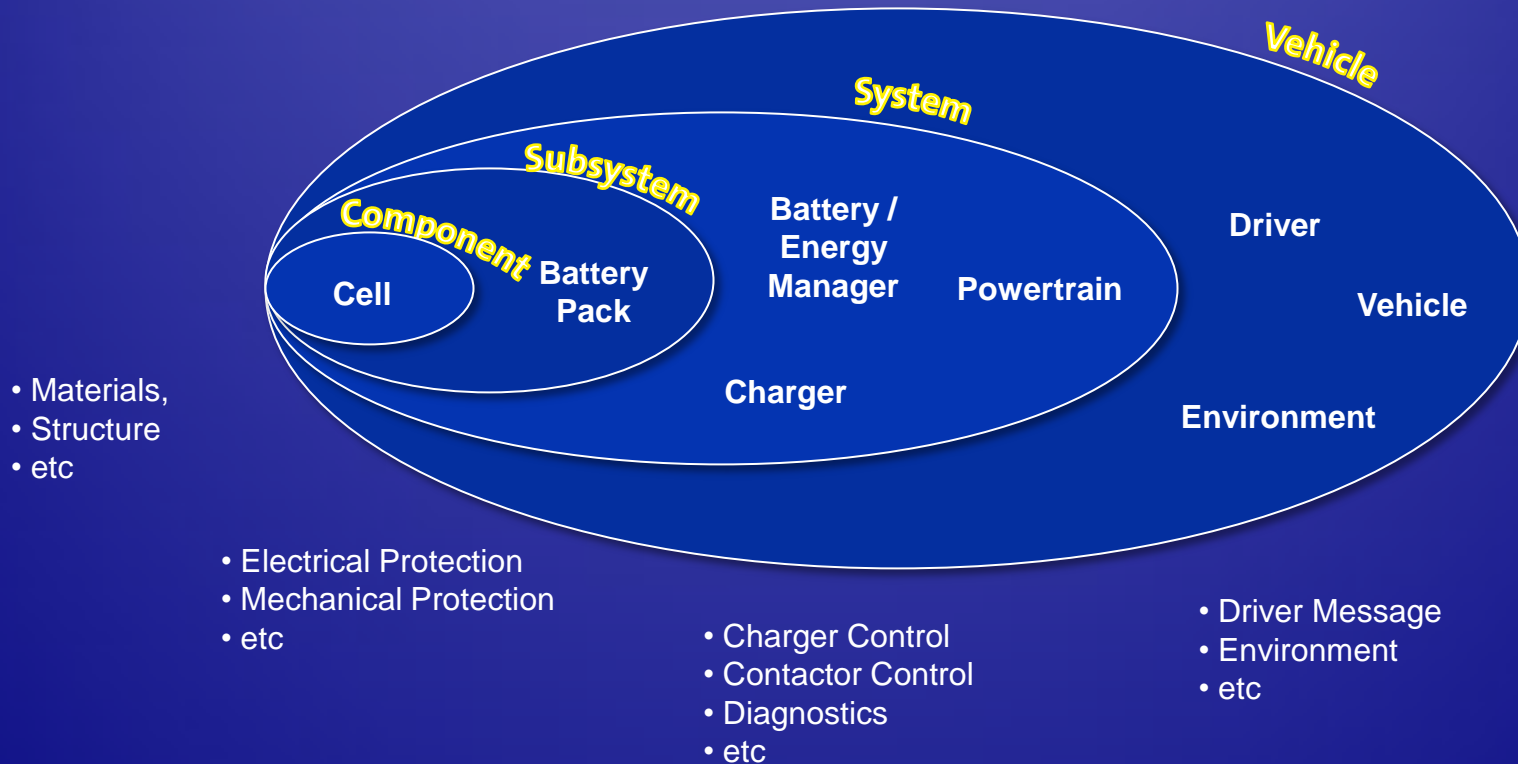 Vehicle
System
Subsystem
Component
Cell
Battery
Pack
Battery /
Energy
Manager
Powertrain
Charger
Driver
Vehicle
Environment
• Materials,
• Structure
• etc
• Electrical Protection
• Mechanical Protection
• etc
• Charger Control
• Contactor Control
• Diagnostics
• etc
• Driver Message
• Environment
• etc